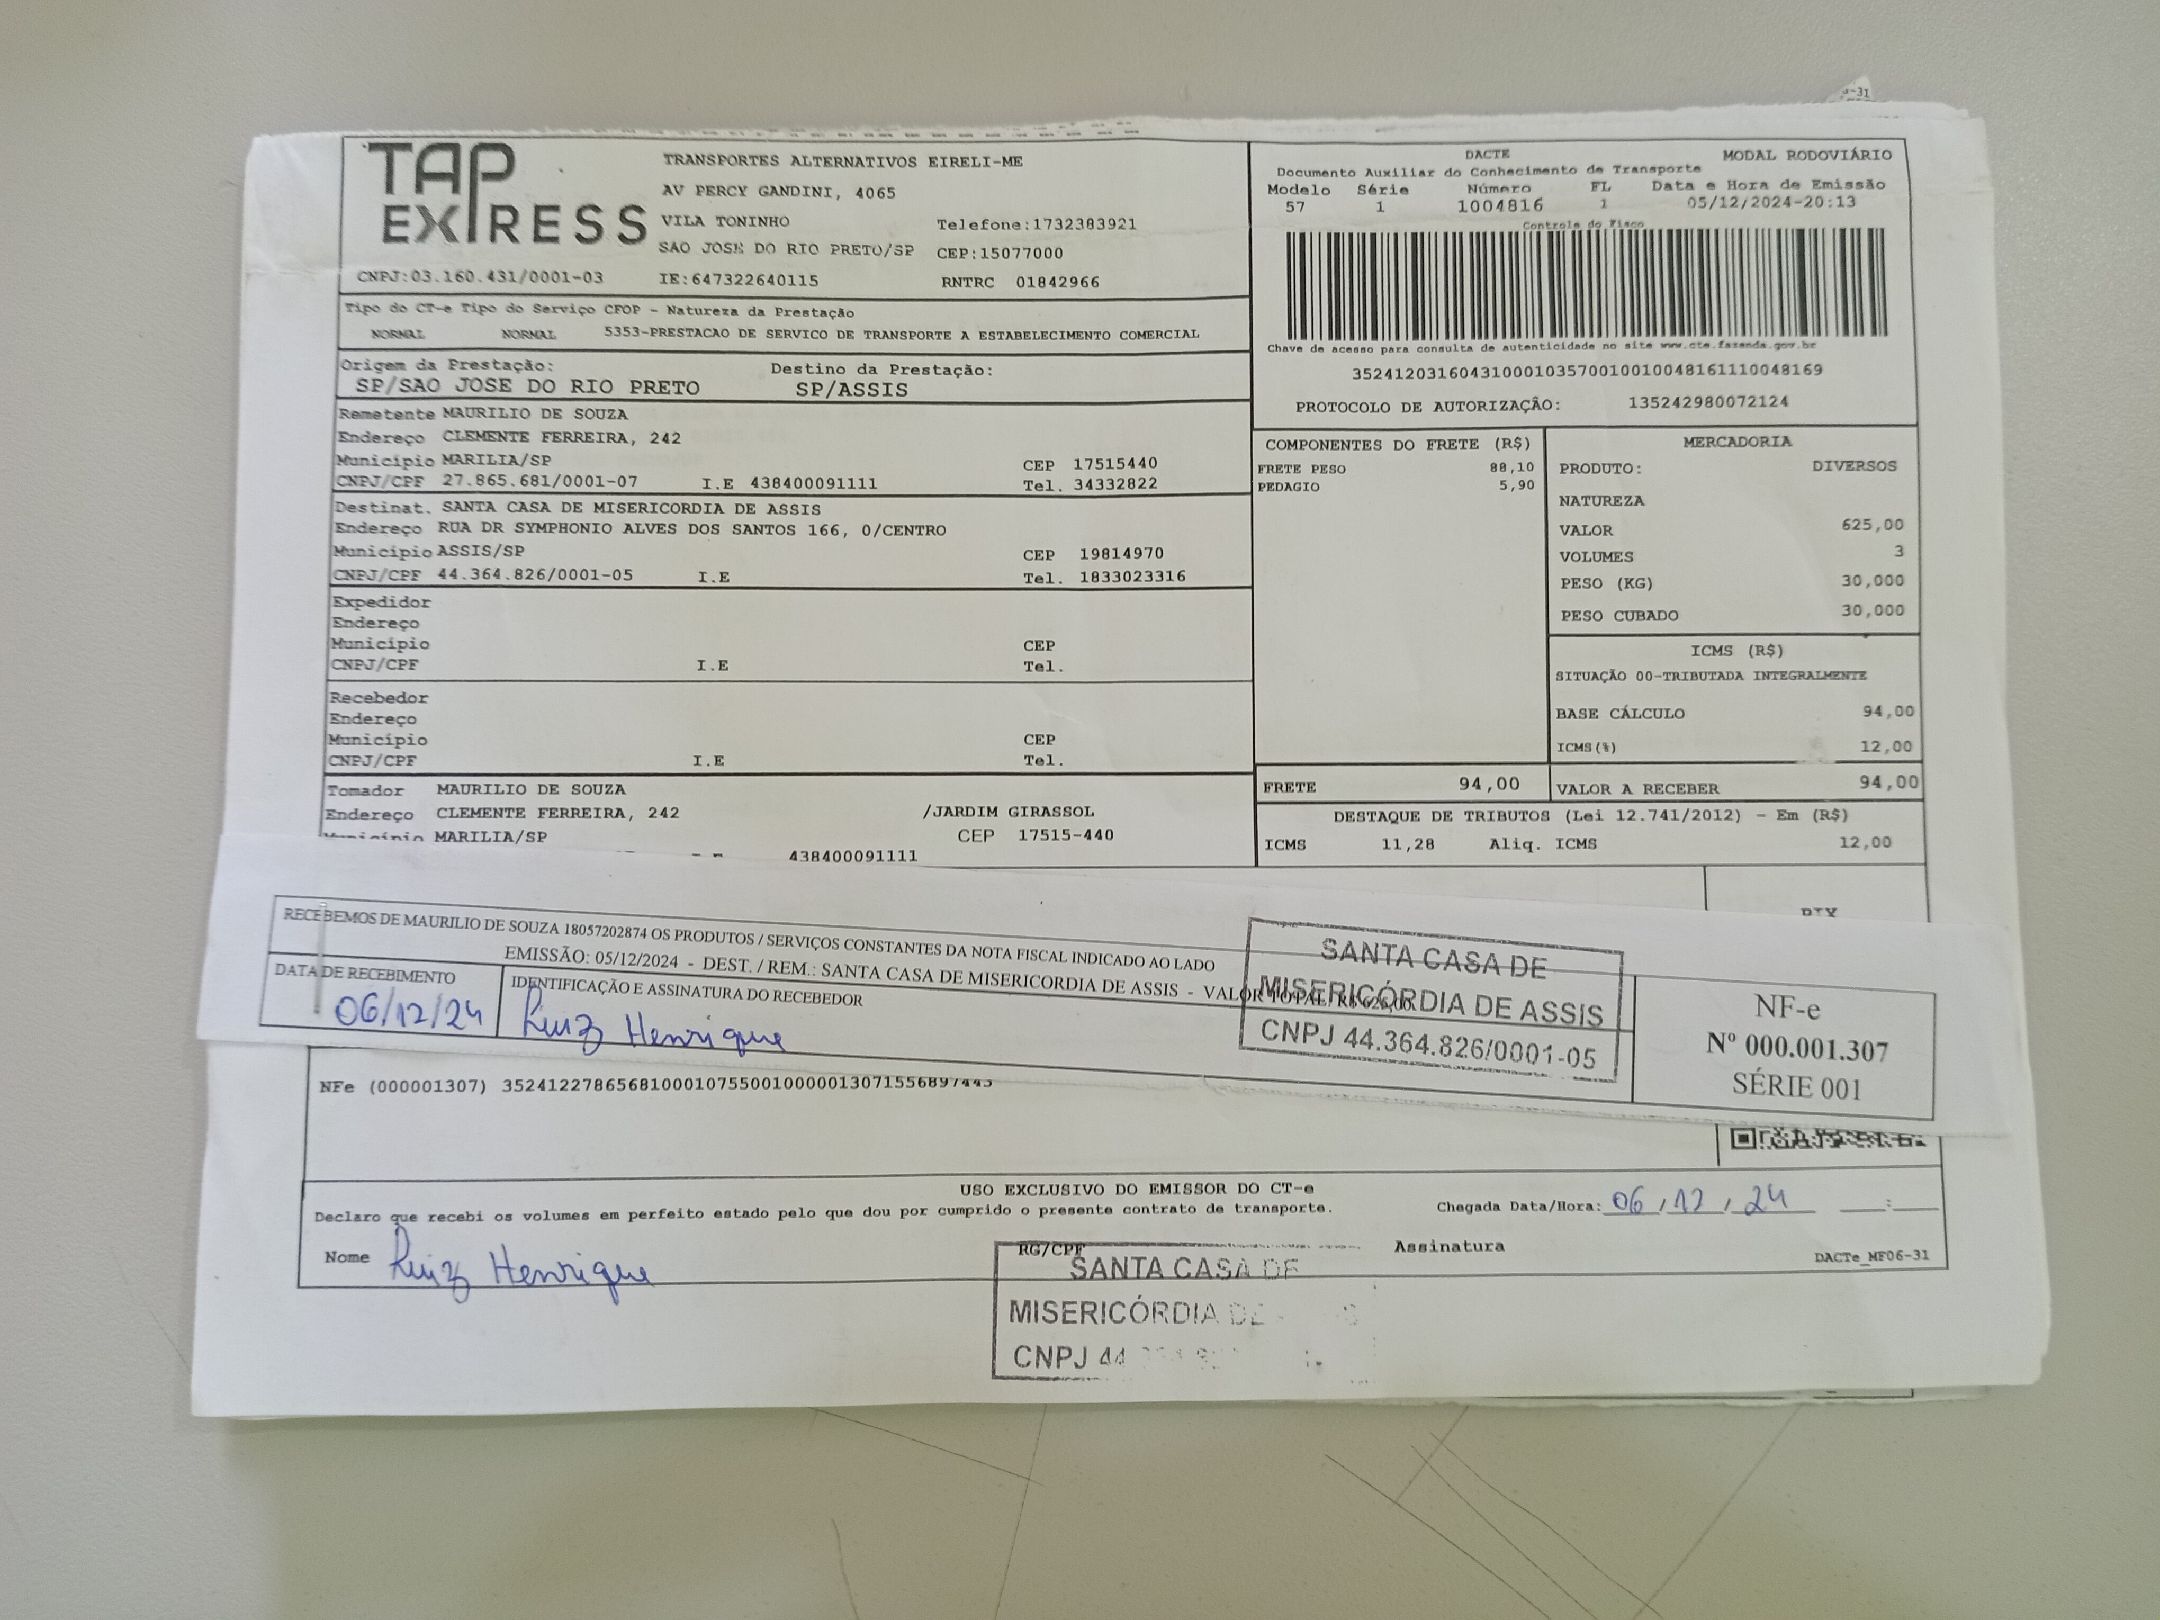 TAP EXPRESS
TRANSPORTES ALTERNATIVOS EIRELI-ME
AV PERCY GANDINI, 4065
VILA TONINHO Telefone:1732383921
SAO JOSE DO RIO PRETO/SP CEP:15077000
CNPJ:03.160.431/0001-03 IE:647322640115 RNTRC 01842966
DACTE MODAL RODOVIÁRIO
Documento Auxiliar do Conhecimento de Transporte
Modelo Série Número FL Data e Hora de Emissão
57 1 1004816 1 05/12/2024-20:13
Controle do Fisco
Chave de acesso para consulta de autenticidade no site www.cte.fazenda.gov.br
35241203160431000103570010010048161110048169
PROTOCOLO DE AUTORIZAÇÃO: 135242980072124
Tipo do CT-e Tipo do Serviço CFOP - Natureza da Prestação
NORMAL NORMAL 5353-PRESTACAO DE SERVICO DE TRANSPORTE A ESTABELECIMENTO COMERCIAL
Origem da Prestação: Destino da Prestação:
SP/SAO JOSE DO RIO PRETO SP/ASSIS
Remetente MAURILIO DE SOUZA
Endereço CLEMENTE FERREIRA, 242
Município MARILIA/SP CEP 17515440
CNPJ/CPF 27.865.681/0001-07 I.E 438400091111 Tel. 34332822
Destinat. SANTA CASA DE MISERICORDIA DE ASSIS
Endereço RUA DR SYMPHONIO ALVES DOS SANTOS 166, 0/CENTRO
Município ASSIS/SP CEP 19814970
CNPJ/CPF 44.364.826/0001-05 I.E Tel. 1833023316
Expedidor
Endereço
Município CEP
CNPJ/CPF I.E Tel.
Recebedor
Endereço
Município CEP
CNPJ/CPF I.E Tel.
Tomador MAURILIO DE SOUZA
Endereço CLEMENTE FERREIRA, 242 /JARDIM GIRASSOL
Município MARILIA/SP CEP 17515-440
438400091111
COMPONENTES DO FRETE (R$)
FRETE PESO 88,10
PEDAGIO 5,90
MERCADORIA
PRODUTO: DIVERSOS
NATUREZA
VALOR 625,00
VOLUMES 3
PESO (KG) 30,000
PESO CUBADO 30,000
ICMS (R$)
SITUAÇÃO 00-TRIBUTADA INTEGRALMENTE
BASE CÁLCULO 94,00
ICMS(%) 12,00
FRETE 94,00 VALOR A RECEBER 94,00
DESTAQUE DE TRIBUTOS (Lei 12.741/2012) - Em (R$)
ICMS 11,28 Aliq. ICMS 12,00
RECEBEMOS DE MAURILIO DE SOUZA 18057202874 OS PRODUTOS / SERVIÇOS CONSTANTES DA NOTA FISCAL INDICADO AO LADO
EMISSÃO: 05/12/2024 - DEST. / REM.: SANTA CASA DE MISERICORDIA DE ASSIS - VALOR TOTAL: R$
DATA DE RECEBIMENTO IDENTIFICAÇÃO E ASSINATURA DO RECEBEDOR
06/12/24 Luiz Henrique
SANTA CASA DE
MISERICÓRDIA DE ASSIS
CNPJ 44.364.826/0001-05
NF-e
Nº 000.001.307
SÉRIE 001
NFe (000001307) 35241227865681000107550010000013071556897443
USO EXCLUSIVO DO EMISSOR DO CT-e
Declaro que recebi os volumes em perfeito estado pelo que dou por cumprido o presente contrato de transporte.
Chegada Data/Hora: 06/12/24 :
Nome Luiz Henrique RG/CPF Assinatura DACTe_MF06-31
SANTA CASA DE
MISERICÓRDIA DE
CNPJ 44